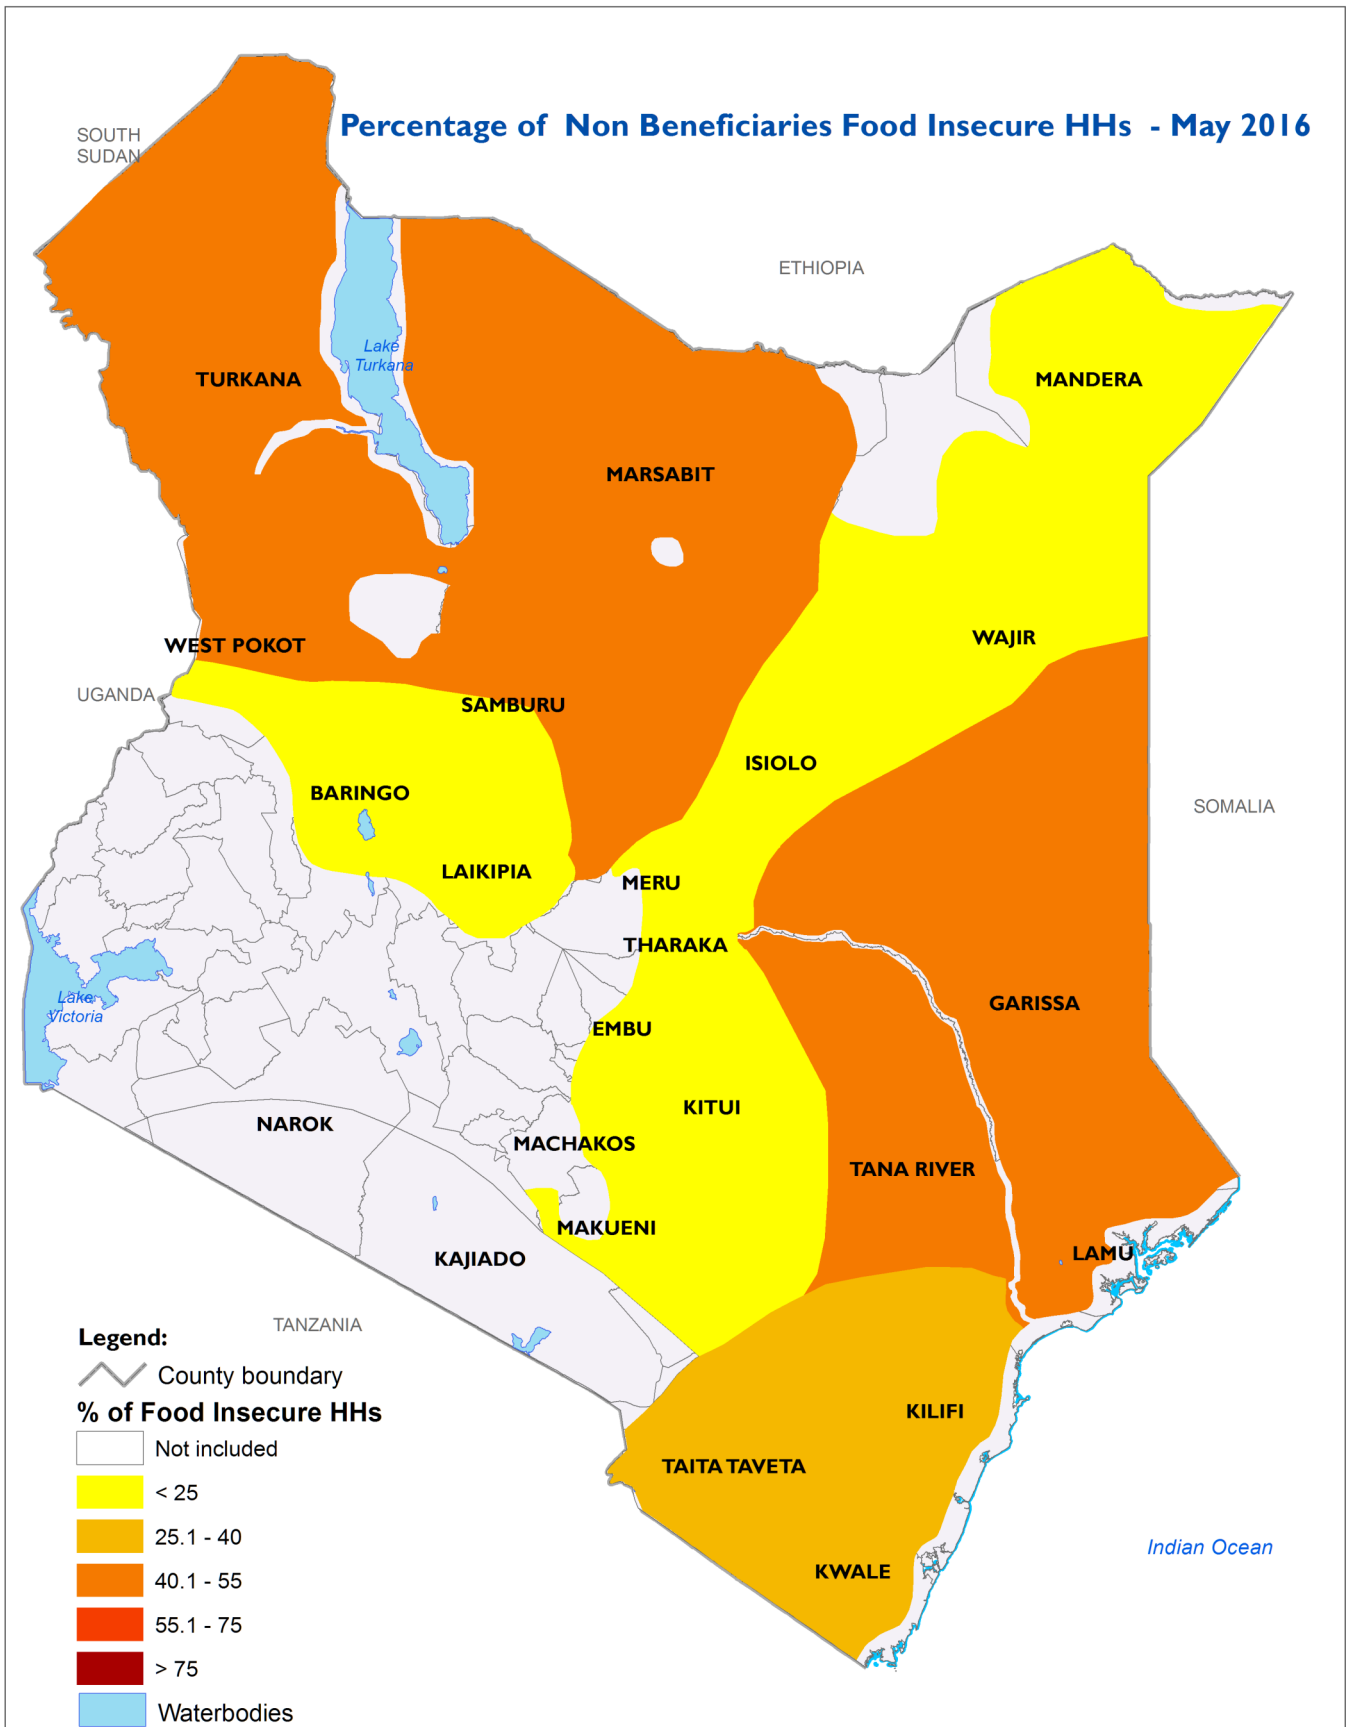 Percentage of  Non Beneficiaries Food Insecure HHs  - May 2016
SOUTH
SUDAN
ETHIOPIA
Lake
Turkana
TURKANA
MANDERA
MARSABIT
WAJIR
WEST POKOT
UGANDA
SAMBURU
ISIOLO
BARINGO
SOMALIA
LAIKIPIA
MERU
THARAKA
Lake
Victoria
GARISSA
EMBU
KITUI
NAROK
MACHAKOS
TANA RIVER
MAKUENI
KAJIADO
LAMU
TANZANIA
KILIFI
TAITA TAVETA
KWALE
Indian Ocean
Legend:
County boundary
% of Food Insecure HHs
Not included
< 25
25.1 - 40
40.1 - 55
55.1 - 75
> 75
Waterbodies